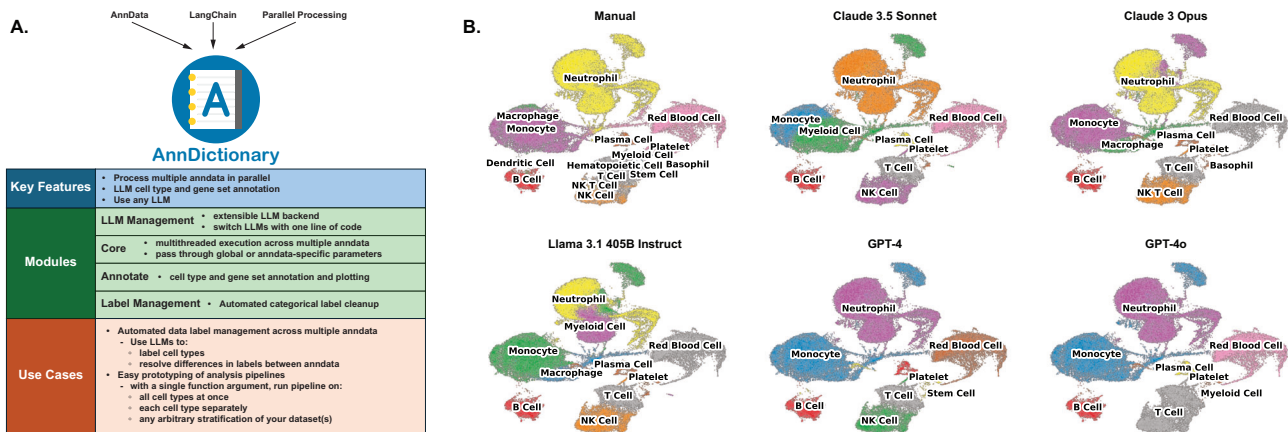 A.
AnnData
LangChain
Parallel Processing
A
AnnDictionary
Key Features
• Process multiple anndata in parallel
• LLM cell type and gene set annotation
• Use any LLM
Modules
LLM Management • extensible LLM backend
• switch LLMs with one line of code
Core • multithreaded execution across multiple anndata
• pass through global or anndata-specific parameters
Annotate • cell type and gene set annotation and plotting
Label Management • Automated categorical label cleanup
Use Cases
• Automated data label management across multiple anndata
- Use LLMs to:
◦ label cell types
◦ resolve differences in labels between anndata
• Easy prototyping of analysis pipelines
- with a single function argument, run pipeline on:
◦ all cell types at once
◦ each cell type separately
◦ any arbitrary stratification of your dataset(s)
B.
Manual
Neutrophil
Macrophage
Monocyte
Red Blood Cell
Plasma Cell
Platelet
Myeloid Cell
Dendritic Cell
Hematopoietic Cell
Basophil
T Cell
Stem Cell
B Cell
NK T Cell
NK Cell
Claude 3.5 Sonnet
Neutrophil
Monocyte
Red Blood Cell
Myeloid Cell
Plasma Cell
Platelet
T Cell
B Cell
NK Cell
Claude 3 Opus
Neutrophil
Monocyte
Red Blood Cell
Plasma Cell
Macrophage
Platelet
T Cell
Basophil
B Cell
NK T Cell
Llama 3.1 405B Instruct
Neutrophil
Myeloid Cell
Monocyte
Red Blood Cell
Plasma Cell
Macrophage
Platelet
T Cell
B Cell
NK Cell
GPT-4
Neutrophil
Monocyte
Red Blood Cell
Platelet
Stem Cell
T Cell
B Cell
NK Cell
GPT-4o
Neutrophil
Monocyte
Red Blood Cell
Plasma Cell
Platelet
Myeloid Cell
B Cell
T Cell